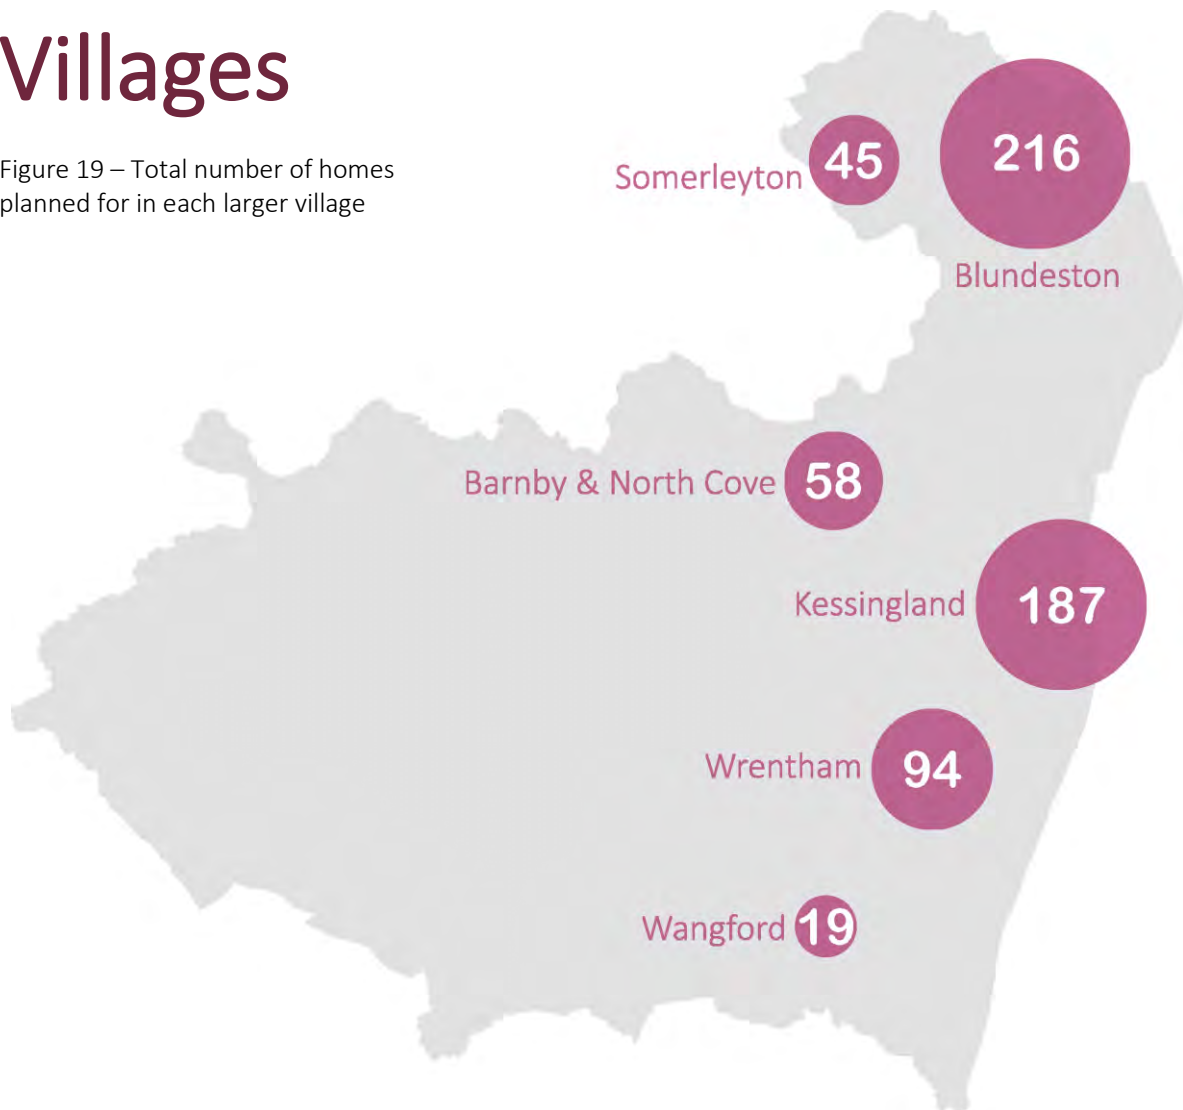 Villages
Figure 19 – Total number of homes
planned for in each larger village
Somerleyton
45
216
Blundeston
Barnby & North Cove
58
Kessingland
187
Wrentham
94
Wangford
19